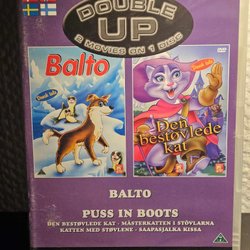 DOUBLE
UP
2 MOVIES ON 1 DISC
Balto
Dansk tale
Dansk tale
Den
bestøvlede
kat
BALTO
PUSS IN BOOTS
DEN BESTØVLEDE KAT - MÄSTERKATTEN I STÖVLARNA
KATTEN MED STØVLENE - SAAPASJALKA KISSA
DVD